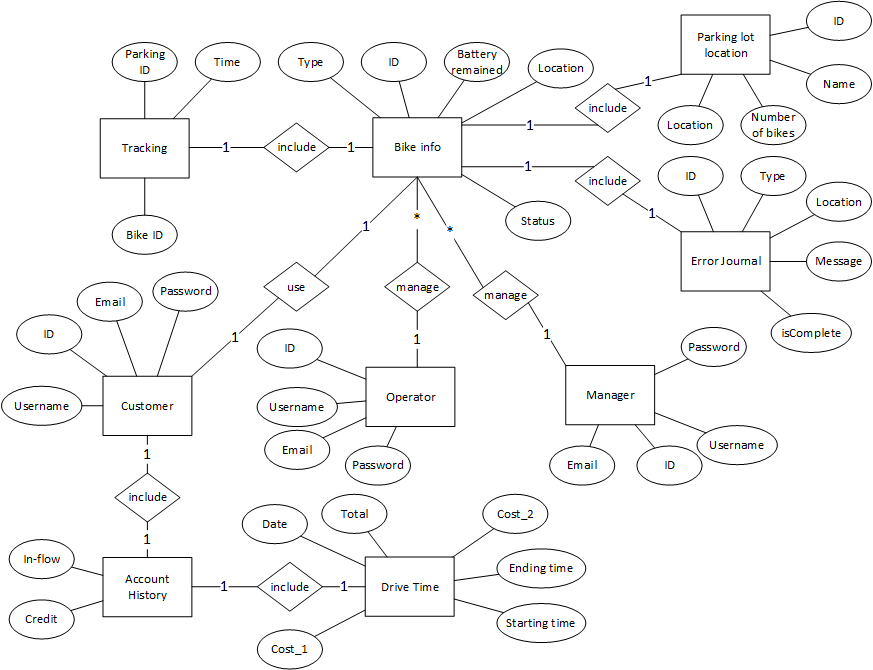 ID
Parking lot
location
Parking
ID
Time
Type
ID
Battery
remained
Location
1
include
Name
Location
Number
of bikes
Tracking
1
include
1
Bike info
1
1
include
ID
Type
Location
1
Status
Bike ID
1
*
*
Error Journal
Message
isComplete
use
manage
manage
Email
Password
ID
1
1
1
ID
Password
Username
Customer
Username
Operator
Manager
Email
Password
Username
Email
ID
1
include
1
Date
Total
Cost_2
In-flow
Account
History
1
include
1
Drive Time
Ending time
Credit
Starting time
Cost_1